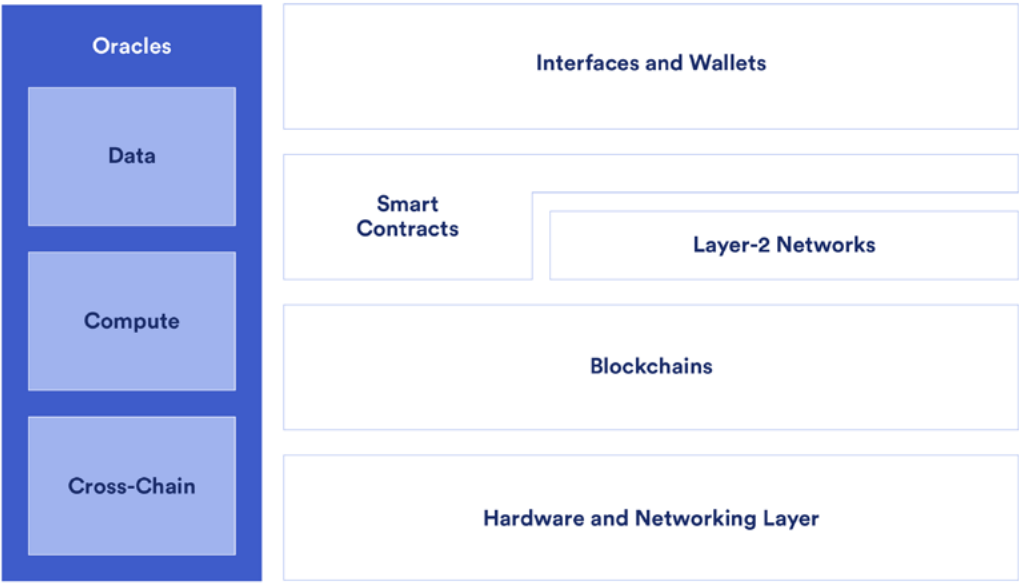 Oracles
Data
Compute
Cross-Chain
Interfaces and Wallets
Smart
Contracts
Layer-2 Networks
Blockchains
Hardware and Networking Layer